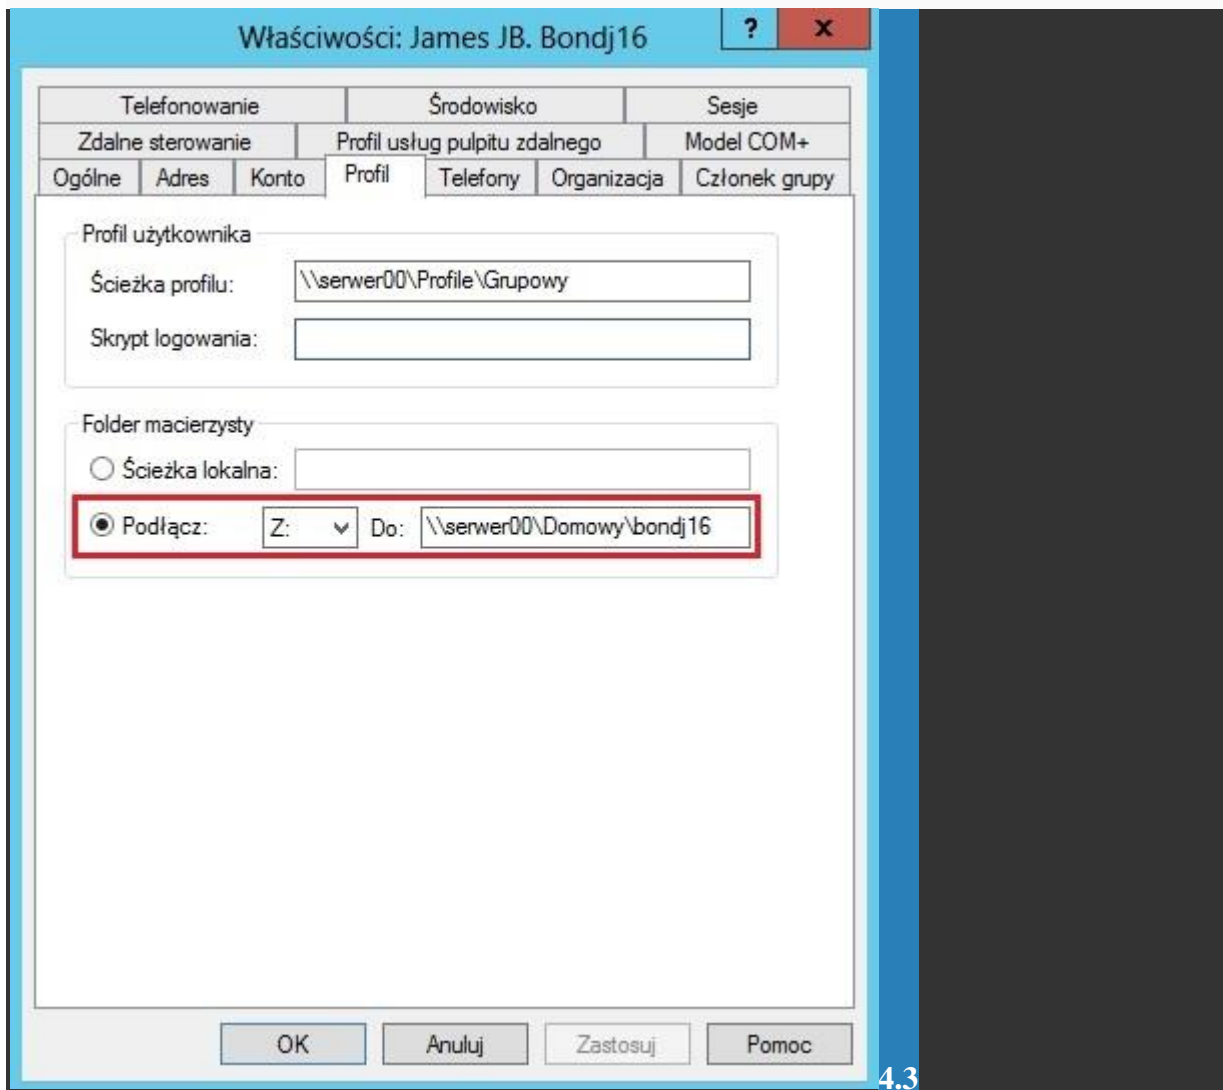 Właściwości: James JB. Bondj16
? x
Telefonowanie Środowisko Sesje
Zdalne sterowanie Profil usług pulpitu zdalnego Model COM+
Ogólne Adres Konto Profil Telefony Organizacja Członek grupy
Profil użytkownika
Ścieżka profilu: \\serwer00\Profile\Grupowy
Skrypt logowania:
Folder macierzysty
Ścieżka lokalna:
Podłącz: Z: Do: \\serwer00\Domowy\bondj16
OK Anuluj Zastosuj Pomoc
4.3